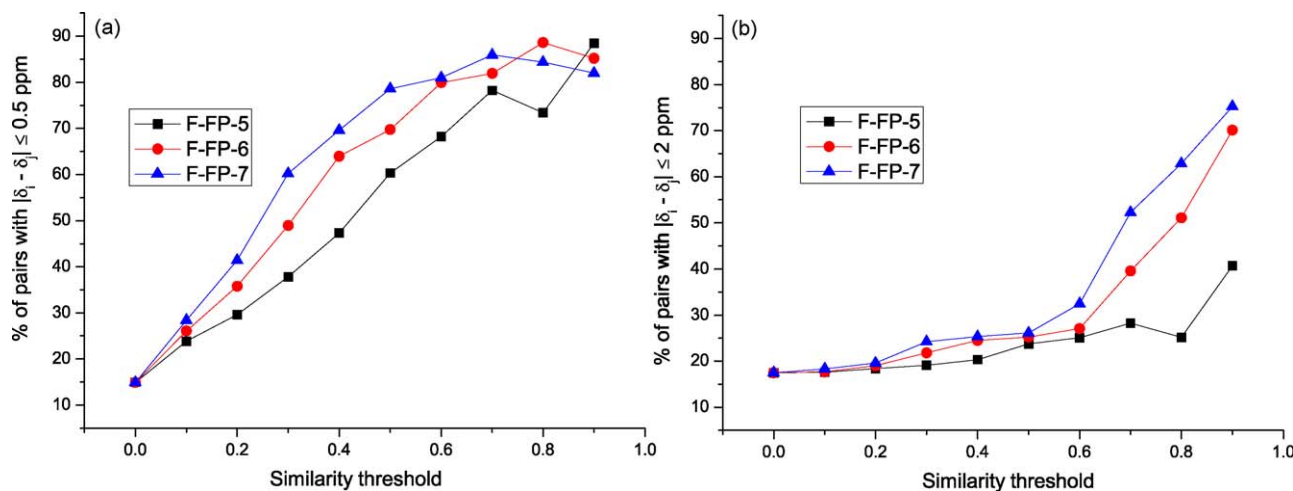 (a)
% of pairs with |δi - δj| ≤ 0.5 ppm
90
80
70
60
50
40
30
20
10
F-FP-5
F-FP-6
F-FP-7
0.0 0.2 0.4 0.6 0.8 1.0
Similarity threshold
(b)
% of pairs with |δi - δj| ≤ 2 ppm
90
80
70
60
50
40
30
20
10
F-FP-5
F-FP-6
F-FP-7
0.0 0.2 0.4 0.6 0.8 1.0
Similarity threshold